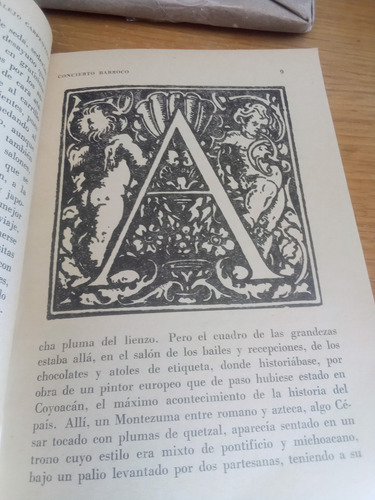 LEJO CARPEN
CONCIERTO BARROCO 9
A
cha pluma del lienzo. Pero el cuadro de las grandezas
estaba allá, en el salón de los bailes y recepciones, de los
chocolates y atoles de etiqueta, donde historiábase, por
obra de un pintor europeo que de paso hubiese estado en
Coyoacán, el máximo acontecimiento de la historia del
país. Allí, un Montezuma entre romano y azteca, algo Cé-
sar tocado con plumas de quetzal, aparecía sentado en un
trono cuyo estilo era mixto de pontificio y michoacano,
bajo un palio levantado por dos partesanas, teniendo a su